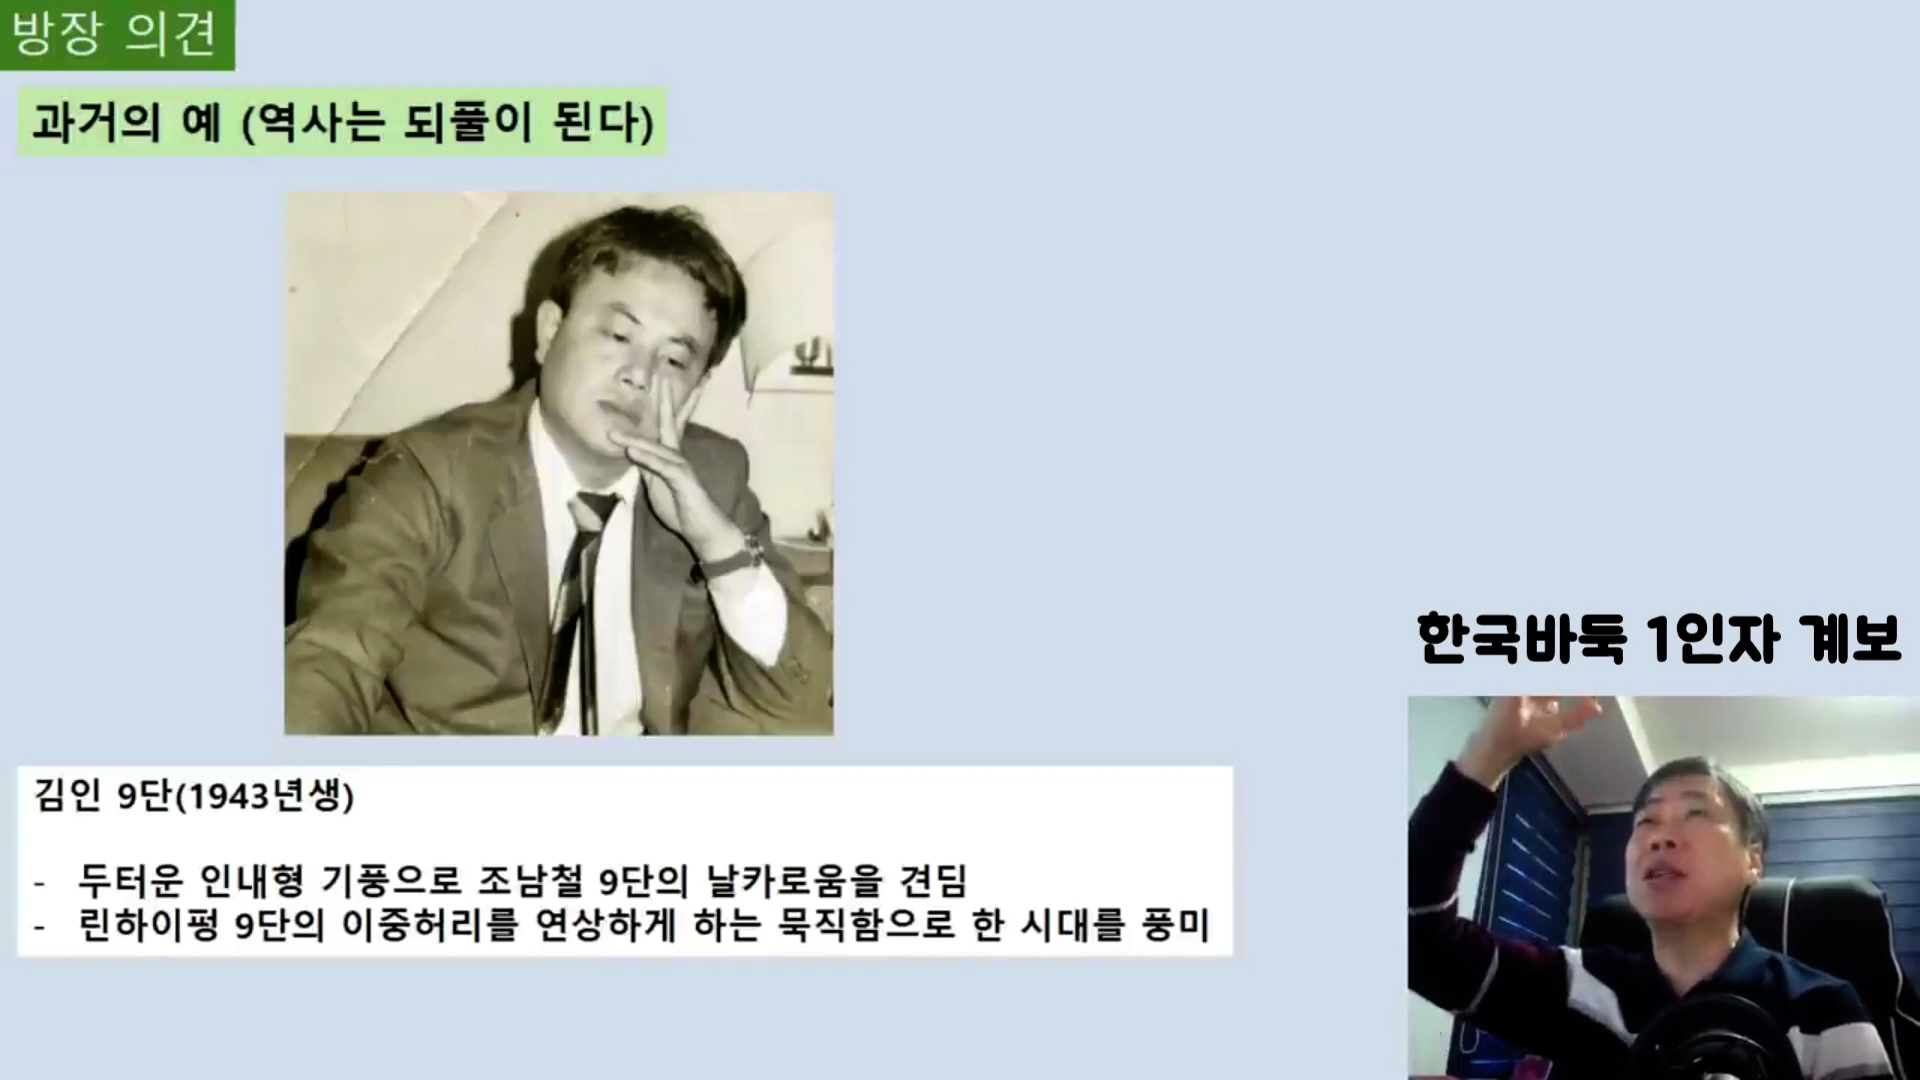 방장 의견
과거의 예 (역사는 되풀이 된다)
한국바둑 1인자 계보
김인 9단(1943년생)
- 두터운 인내형 기풍으로 조남철 9단의 날카로움을 견딤
- 린하이펑 9단의 이중허리를 연상하게 하는 묵직함으로 한 시대를 풍미